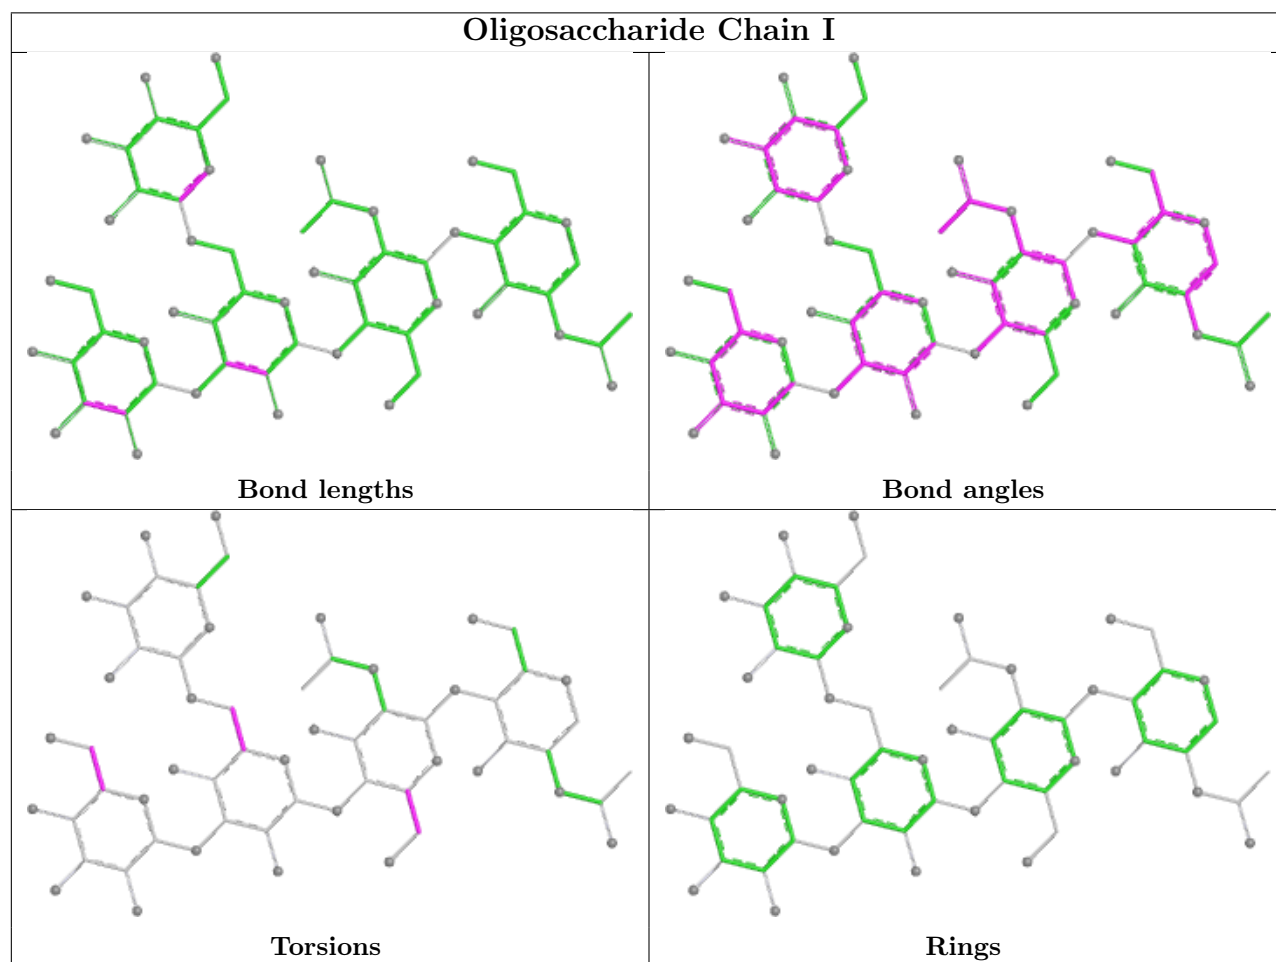 Oligosaccharide Chain I
Bond lengths
Bond angles
Torsions
Rings